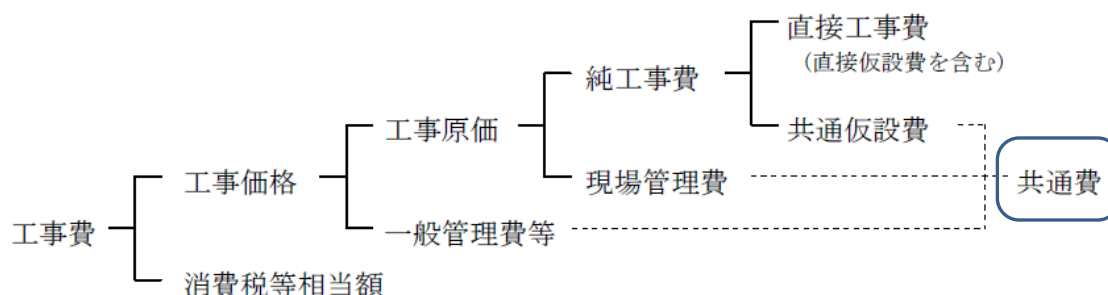 直接工事費
（直接仮設費を含む）
純工事費
工事原価
共通仮設費
工事価格
現場管理費
共通費
工事費
一般管理費等
消費税等相当額